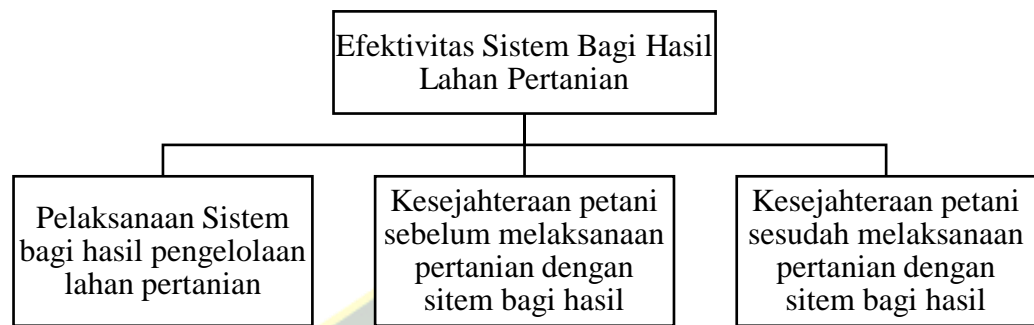 Efektivitas Sistem Bagi Hasil
Lahan Pertanian
Pelaksanaan Sistem
bagi hasil pengelolaan
lahan pertanian
Kesejahteraan petani
sebelum melaksanaan
pertanian dengan
sitem bagi hasil
Kesejahteraan petani
sesudah melaksanaan
pertanian dengan
sitem bagi hasil